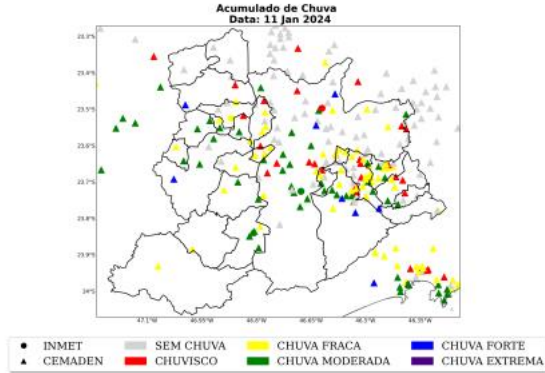 Acumulado de Chuva
Data: 11 Jan 2024
23.3°
23.4°
23.5°
23.6°
23.7°
23.8°
23.9°
24°S
47.1°W
46.95°W
46.8°W
46.65°W
46.5°W
46.35°W
INMET
SEM CHUVA
CHUVA FRACA
CHUVA FORTE
CEMADEN
CHUVISCO
CHUVA MODERADA
CHUVA EXTREMA